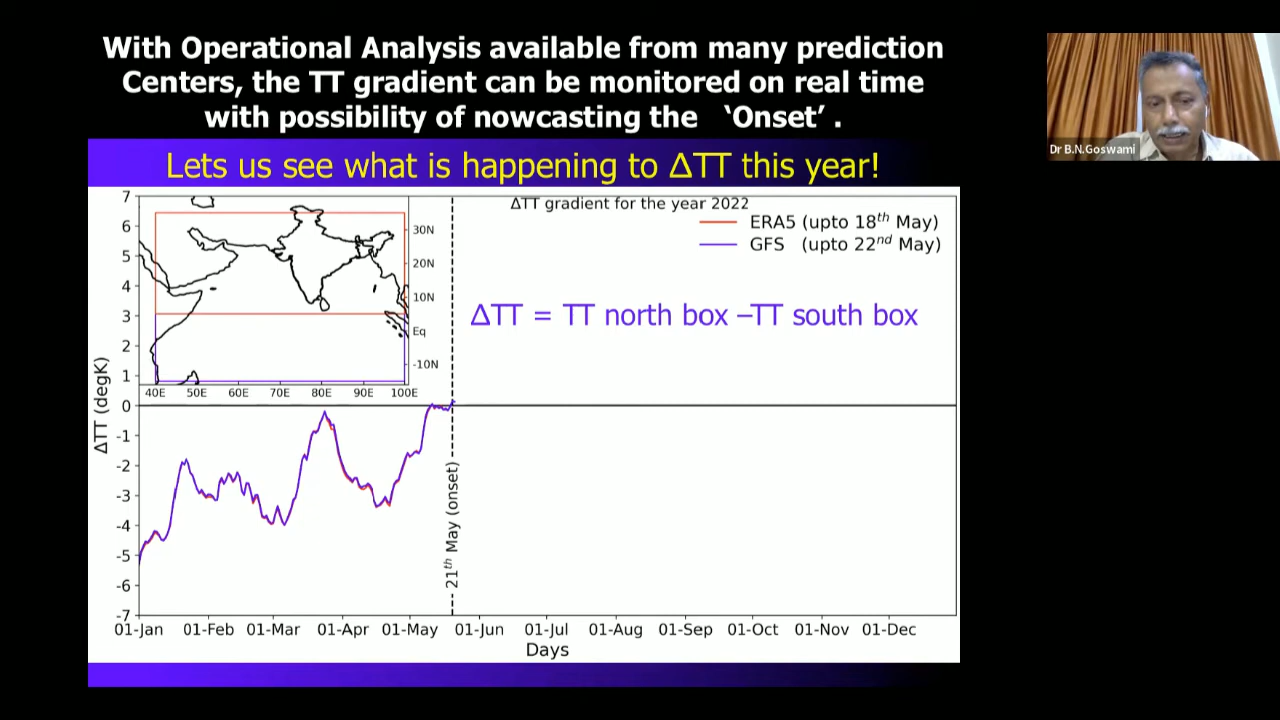 With Operational Analysis available from many prediction
Centers, the TT gradient can be monitored on real time
with possibility of nowcasting the ‘Onset’ .
Dr B.N.Goswami
Lets us see what is happening to ΔTT this year!
ΔTT gradient for the year 2022
ERA5 (upto 18th May)
GFS (upto 22nd May)
ΔTT = TT north box –TT south box
30N
20N
10N
Eq
-10N
40E 50E 60E 70E 80E 90E 100E
7
6
5
4
3
2
1
0
-1
-2
-3
-4
-5
-6
-7
ΔTT (degK)
21th May (onset)
01-Jan 01-Feb 01-Mar 01-Apr 01-May 01-Jun 01-Jul 01-Aug 01-Sep 01-Oct 01-Nov 01-Dec
Days